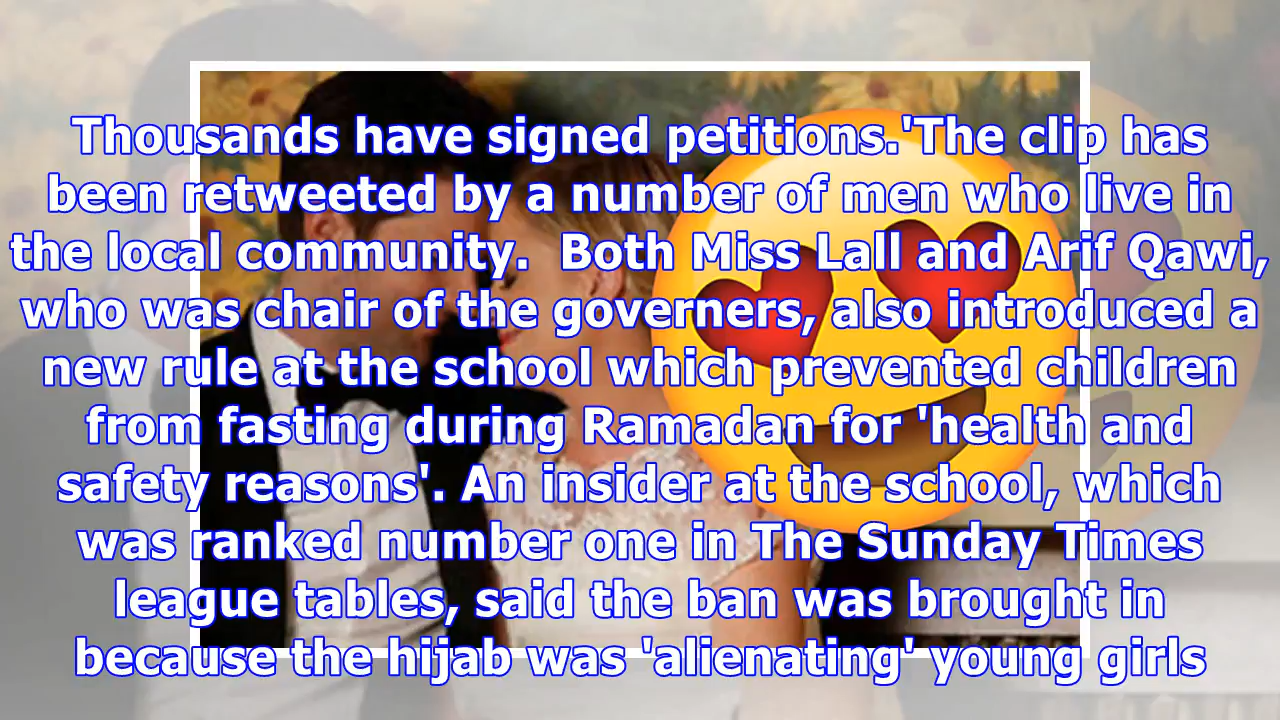 Thousands have signed petitions.'The clip has
been retweeted by a number of men who live in
the local community.  Both Miss Lall and Arif Qawi,
who was chair of the governers, also introduced a
new rule at the school which prevented children
from fasting during Ramadan for 'health and
safety reasons'. An insider at the school, which
was ranked number one in The Sunday Times
league tables, said the ban was brought in
because the hijab was 'alienating' young girls